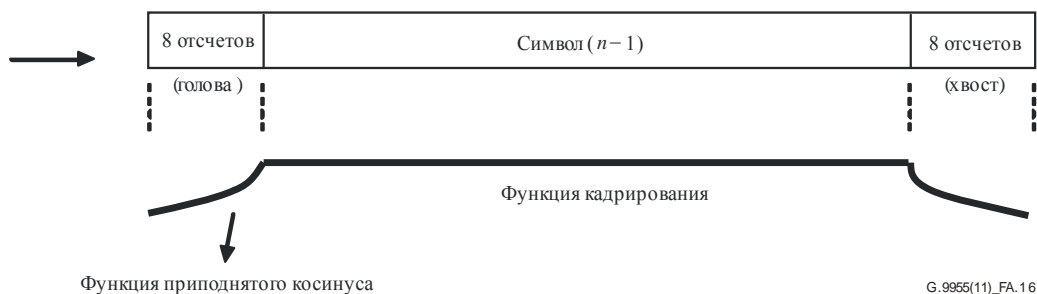 8 отсчетов
Символ (n − 1)
8 отсчетов
(голова )
(хвост)
Функция кадрирования
Функция приподнятого косинуса
G.9955(11)_FA.16